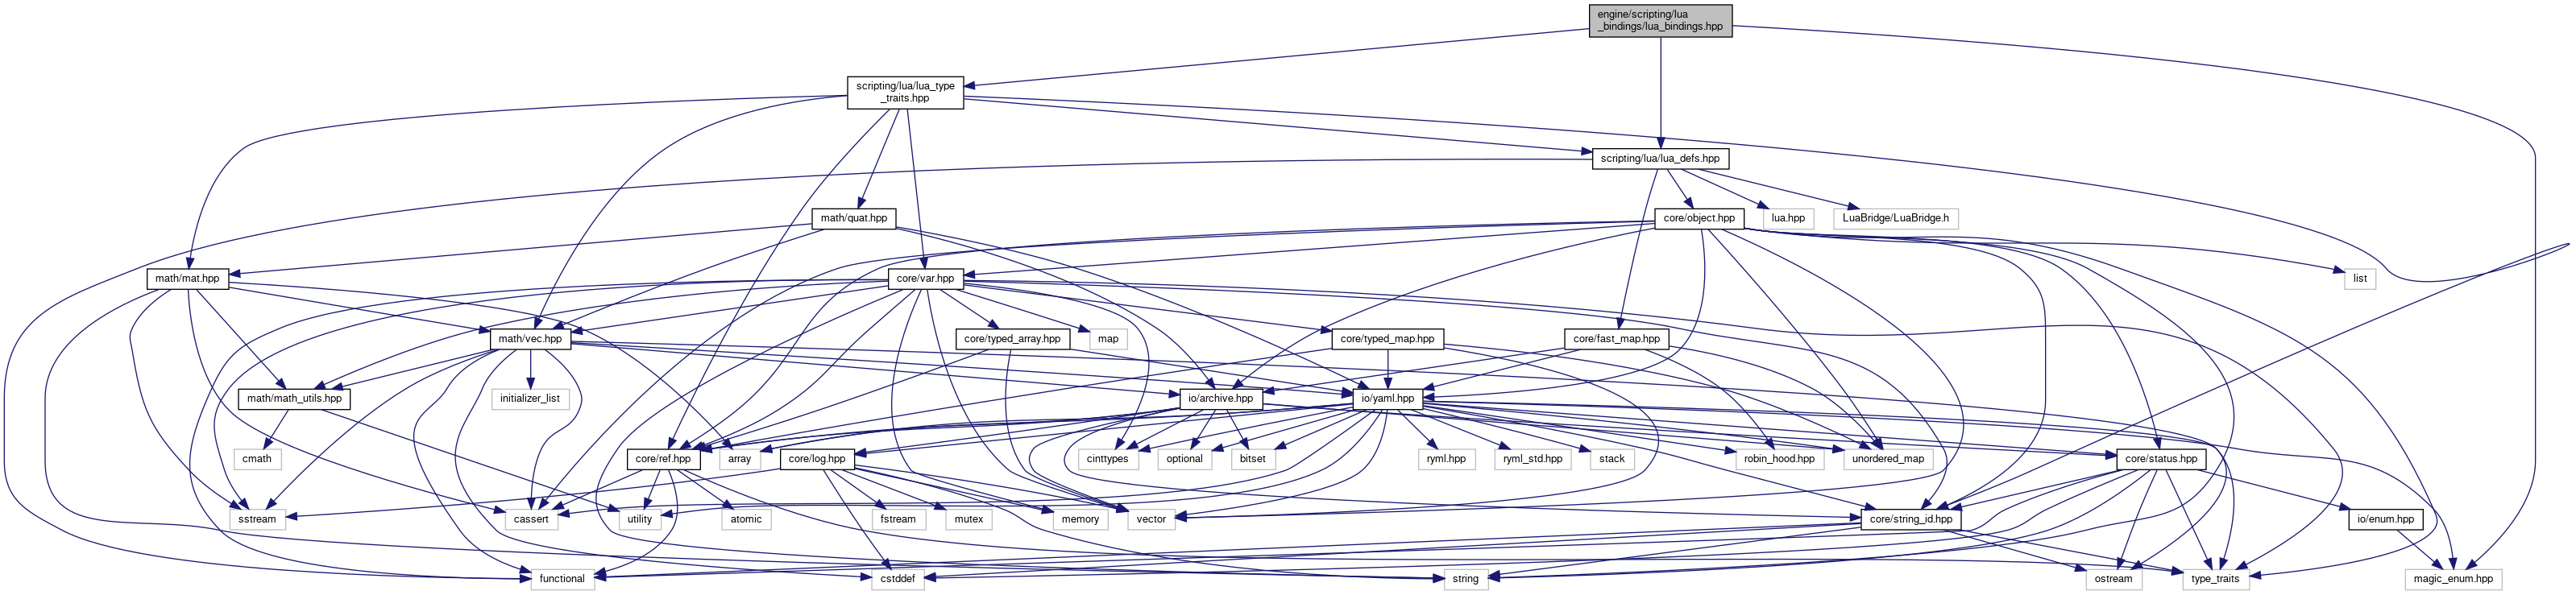 engine/scripting/lua
_bindings/lua_bindings.hpp
scripting/lua/lua_type
_traits.hpp
scripting/lua/lua_defs.hpp
math/quat.hpp
core/object.hpp
lua.hpp
LuaBridge/LuaBridge.h
math/mat.hpp
core/var.hpp
list
math/vec.hpp
core/typed_array.hpp
map
core/typed_map.hpp
core/fast_map.hpp
math/math_utils.hpp
initializer_list
io/archive.hpp
io/yaml.hpp
cmath
core/ref.hpp
array
core/log.hpp
cinttypes
optional
bitset
ryml.hpp
ryml_std.hpp
stack
robin_hood.hpp
unordered_map
core/status.hpp
sstream
cassert
utility
atomic
fstream
mutex
memory
vector
core/string_id.hpp
io/enum.hpp
functional
cstddef
string
ostream
type_traits
magic_enum.hpp